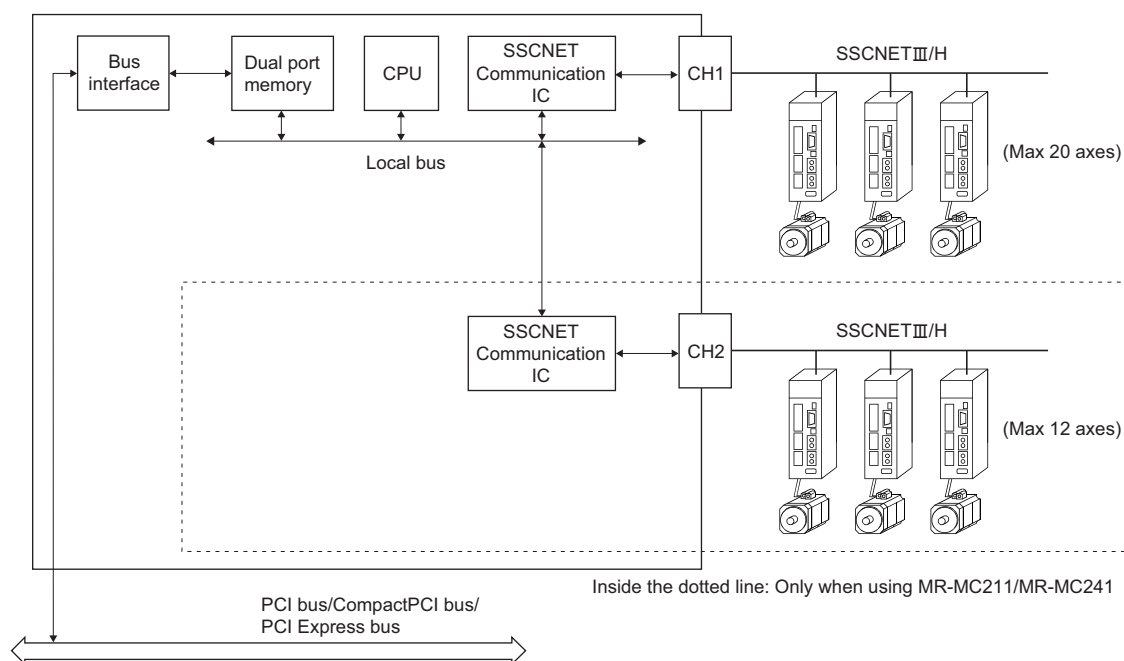 Bus
interface
Dual port
memory
CPU
SSCNET
Communication
IC
CH1
SSCNETⅢ/H
(Max 20 axes)
Local bus
SSCNET
Communication
IC
CH2
SSCNETⅢ/H
(Max 12 axes)
Inside the dotted line: Only when using MR-MC211/MR-MC241
PCI bus/CompactPCI bus/
PCI Express bus